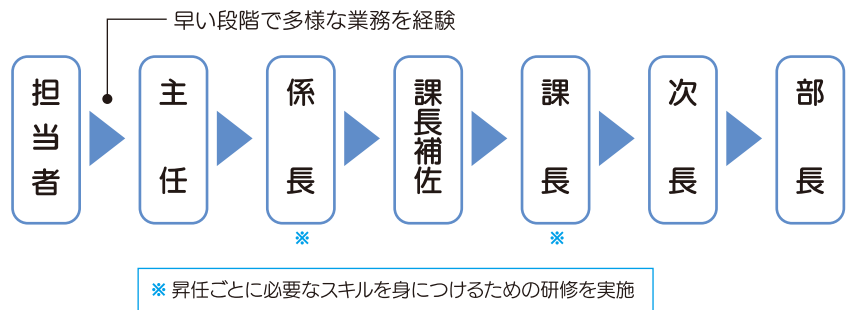 早い段階で多様な業務を経験
担当者
主任
係長
課長補佐
課長
次長
部長
※
※
※ 昇任ごとに必要なスキルを身につけるための研修を実施